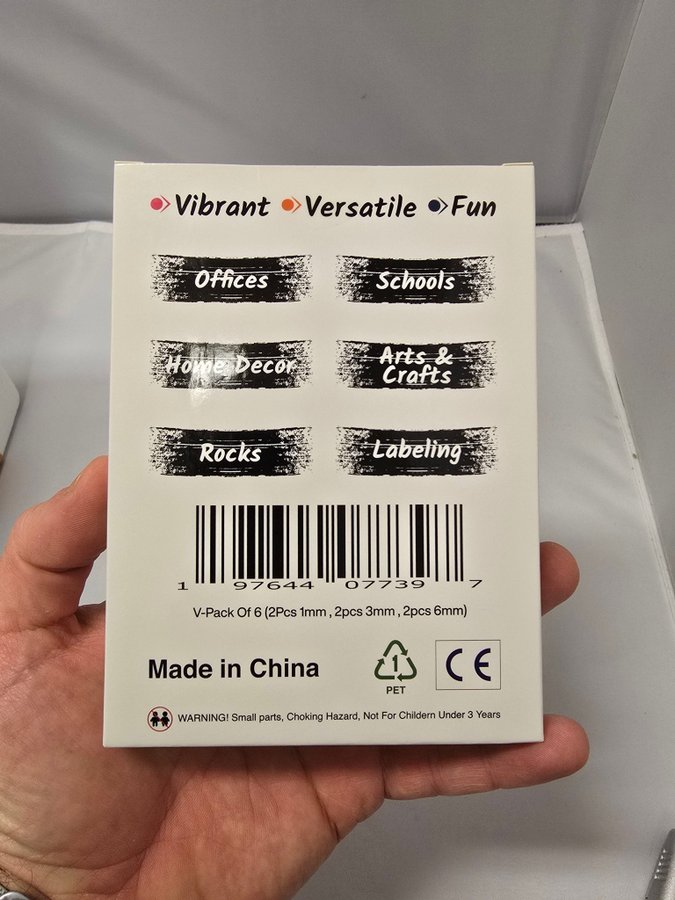 Vibrant Versatile Fun
Offices Schools
Home Decor Arts &
Crafts
Rocks Labeling
1 97644 07739 7
V-Pack Of 6 (2Pcs 1mm , 2pcs 3mm , 2pcs 6mm)
Made in China
1
PET
CE
WARNING! Small parts, Choking Hazard, Not For Childern Under 3 Years